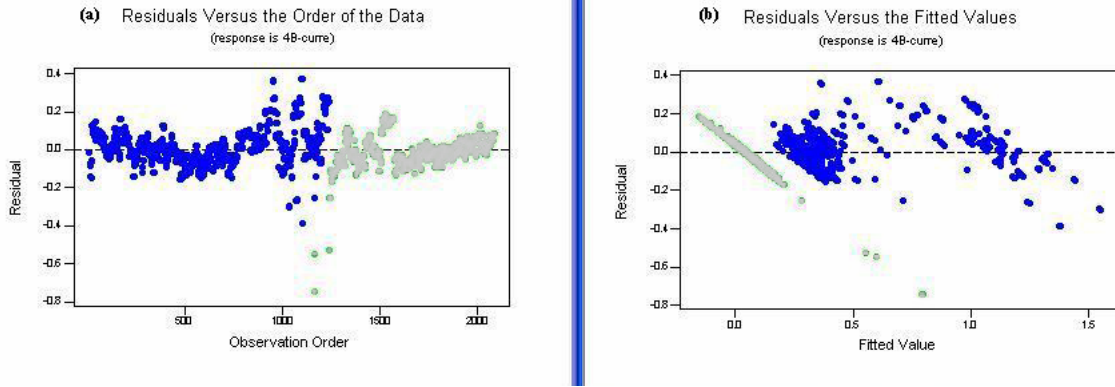 (a) Residuals Versus the Order of the Data
(response is 4B-curre)
0.4
0.2
0.0
-0.2
-0.4
-0.6
-0.8
Residual
500
1000
1500
2000
Observation Order
(b) Residuals Versus the Fitted Values
(response is 4B-curre)
0.4
0.2
0.0
-0.2
-0.4
-0.6
-0.8
Residual
0.0
0.5
1.0
1.5
Fitted Value